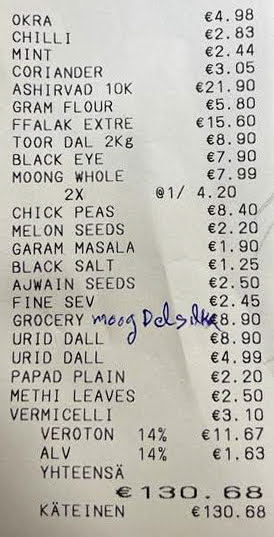 OKRA €4.98
CHILLI €2.83
MINT €2.44
CORIANDER €3.05
ASHIRVAD 10K €21.90
GRAM FLOUR €5.80
FFALAK EXTRE €15.60
TOOR DAL 2Kg €8.90
BLACK EYE €7.90
MOONG WHOLE €7.99
2X @1/ 4.20
CHICK PEAS €8.40
MELON SEEDS €2.20
GARAM MASALA €1.90
BLACK SALT €1.25
AJWAIN SEEDS €2.50
FINE SEV €2.45
GROCERY moog €8.90
URID DALL €8.90
URID DALL €4.99
PAPAD PLAIN €2.20
METHI LEAVES €2.50
VERMICELLI €3.10
VEROTON 14% €11.67
ALV 14% €1.63
YHTEENSÄ
€130.68
KÄTEINEN €130.68